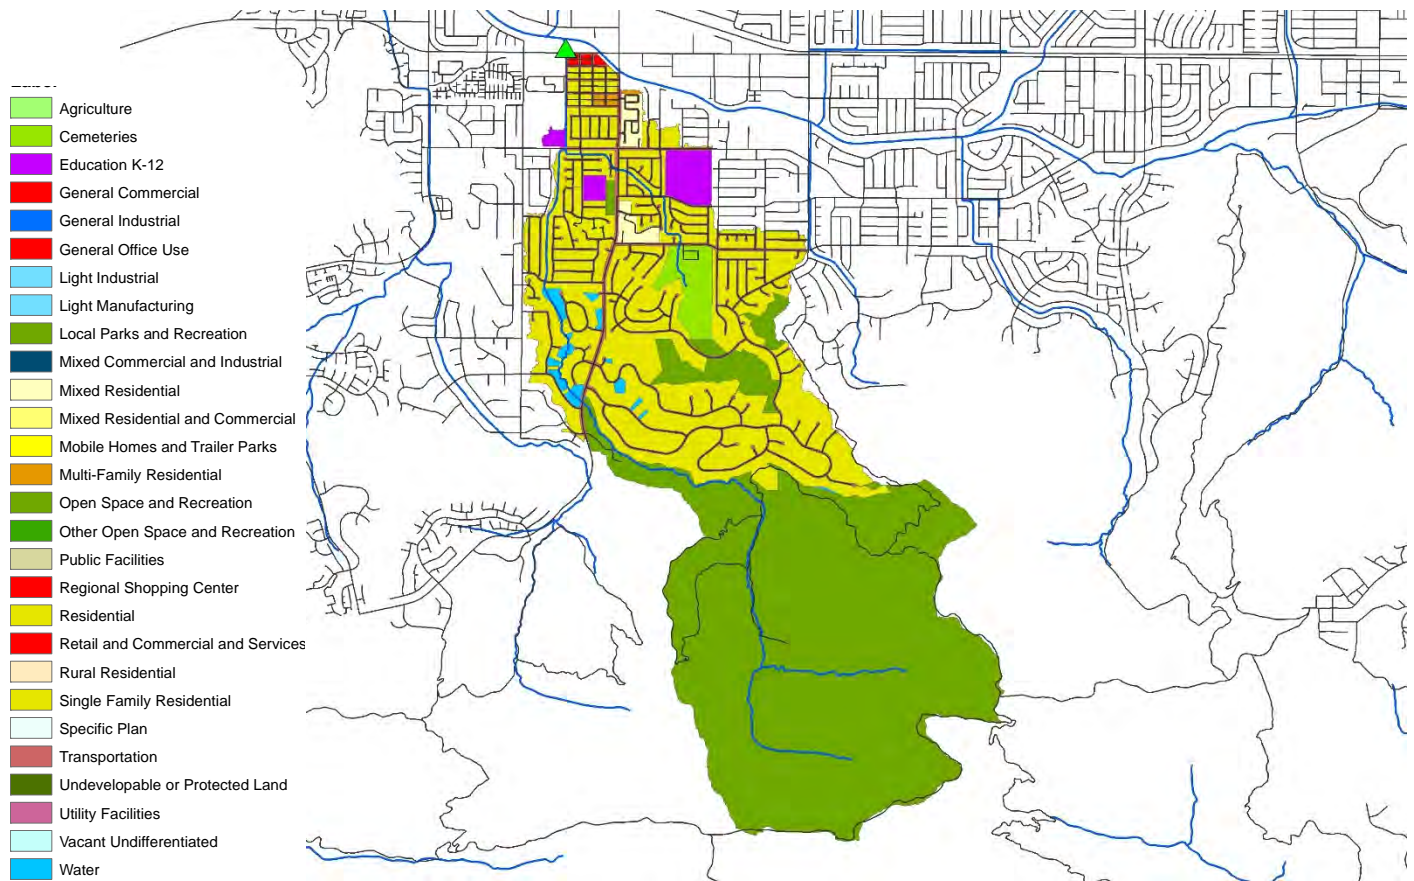 Agriculture
Cemeteries
Education K-12
General Commercial
General Industrial
General Office Use
Light Industrial
Light Manufacturing
Local Parks and Recreation
Mixed Commercial and Industrial
Mixed Residential
Mixed Residential and Commercial
Mobile Homes and Trailer Parks
Multi-Family Residential
Open Space and Recreation
Other Open Space and Recreation
Public Facilities
Regional Shopping Center
Residential
Retail and Commercial and Services
Rural Residential
Single Family Residential
Specific Plan
Transportation
Undevelopable or Protected Land
Utility Facilities
Vacant Undifferentiated
Water